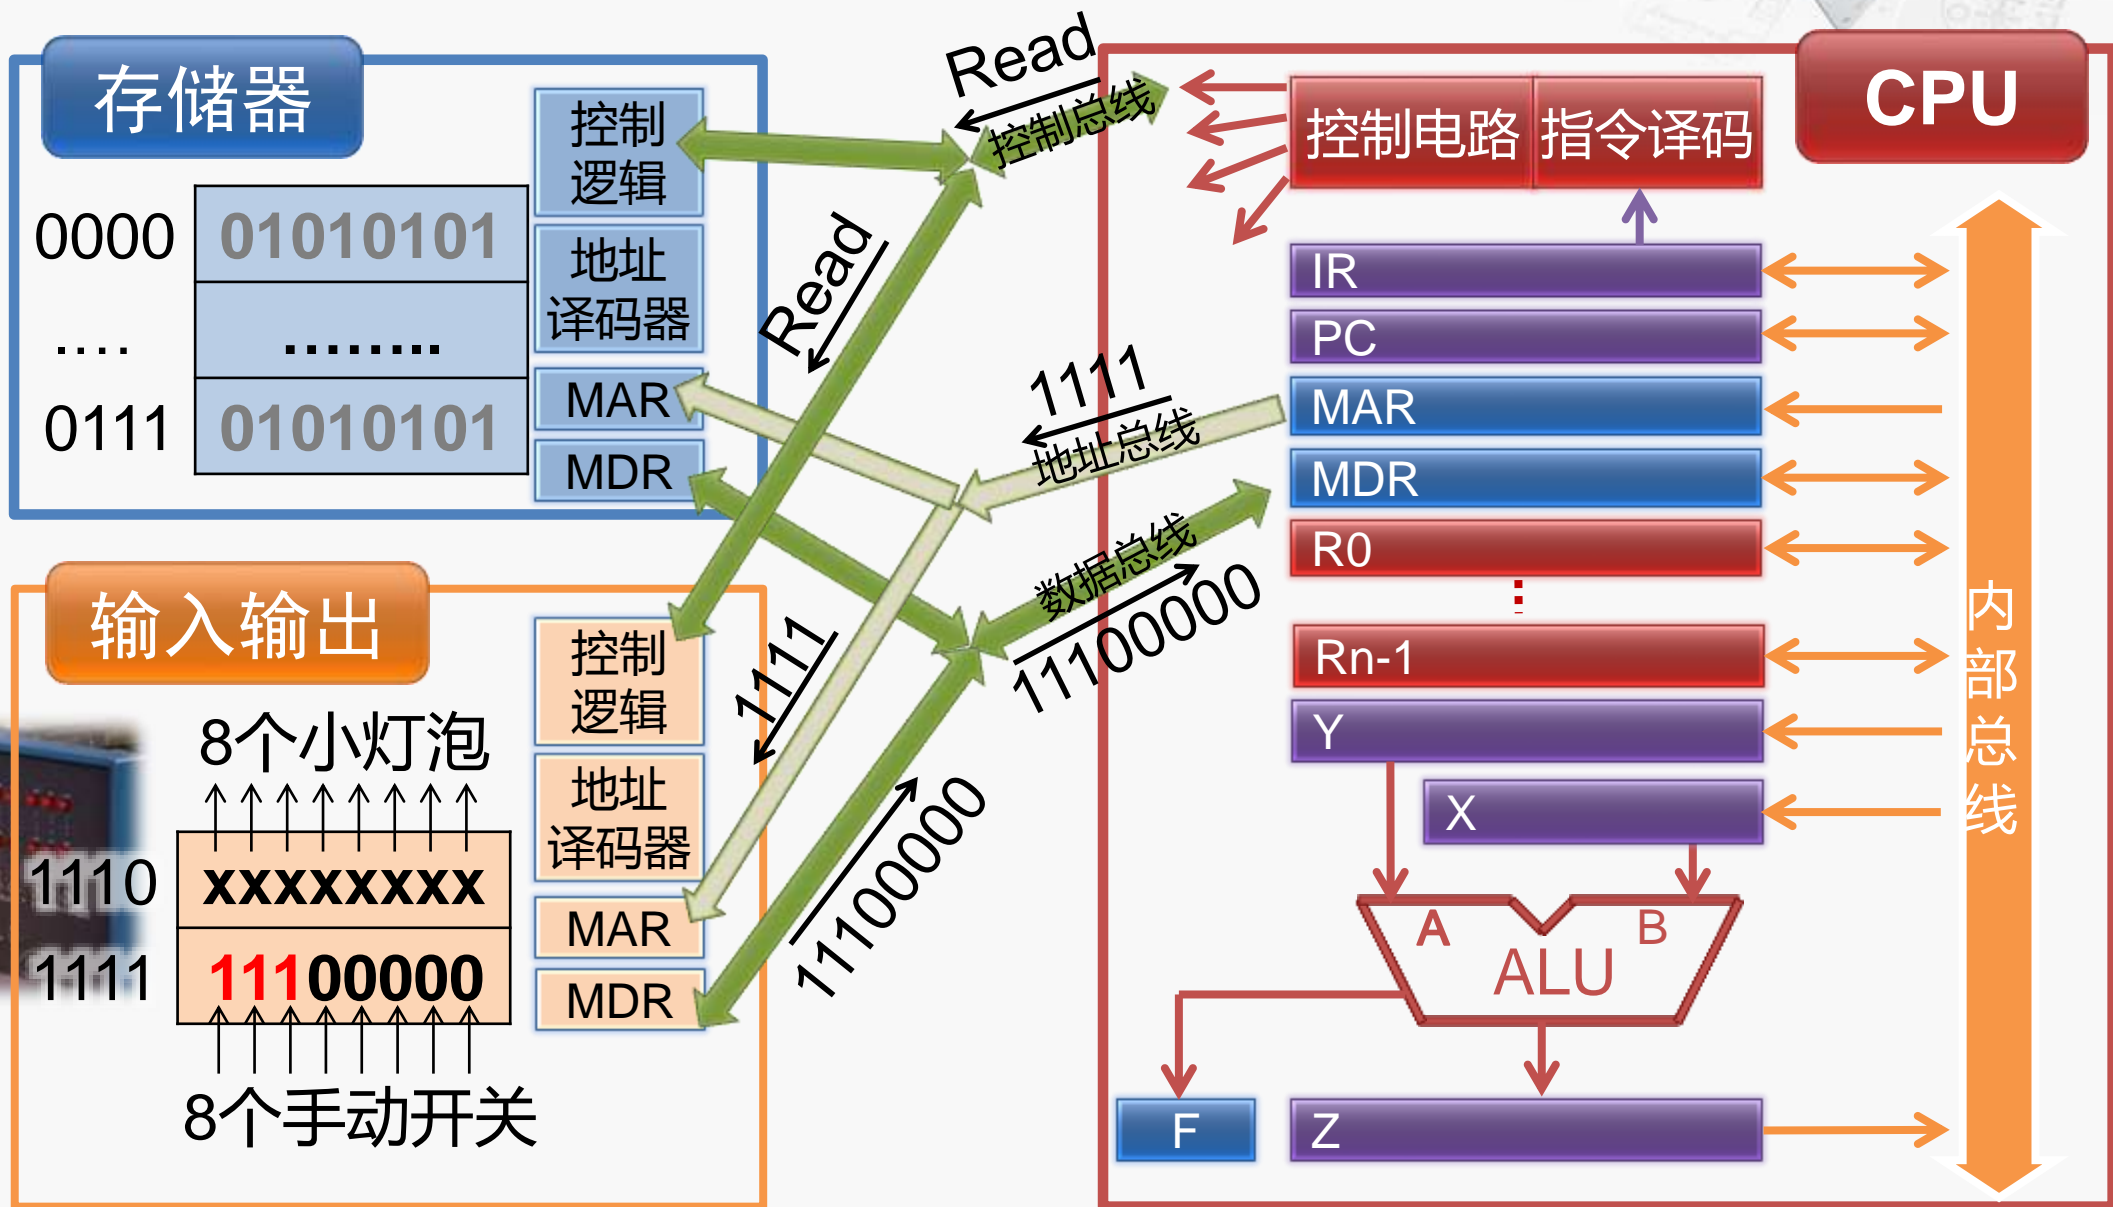 存储器
控制
逻辑
0000
01010101
地址
译码器
....
........
MAR
0111
01010101
MDR
输入输出
控制
逻辑
8个小灯泡
地址
译码器
1110
xxxxxxxx
MAR
1111
11100000
MDR
8个手动开关
Read
控制总线
Read
1111
地址总线
数据总线
11100000
1111
11100000
CPU
控制电路
指令译码
IR
PC
MAR
MDR
R0
Rn-1
Y
X
A
B
ALU
F
Z
内
部
总
线